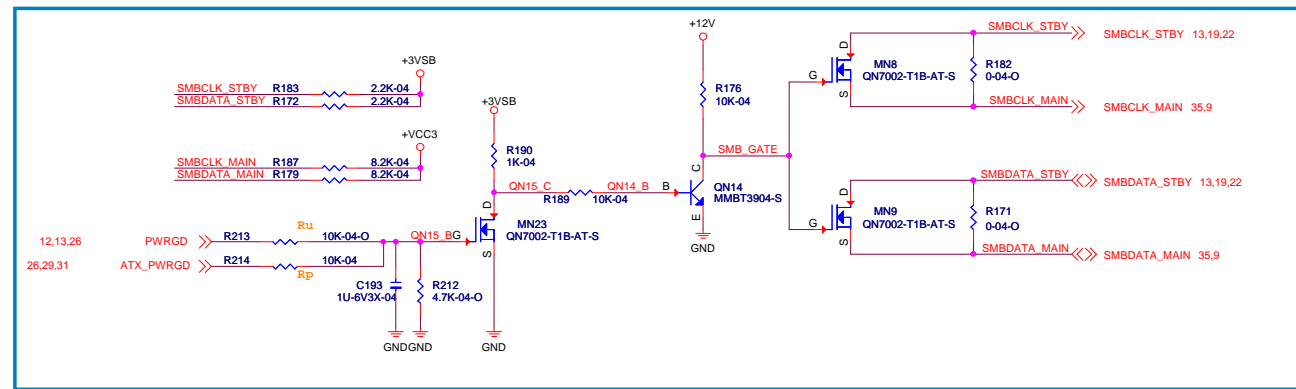 +12V
SMBCLK_STBY
SMBCLK_STBY 13,19,22
D
MN8
QN7002-T1B-AT-S
G
S
R182
0-04-O
SMBCLK_MAIN
SMBCLK_MAIN 35,9
+3VSB
SMBCLK_STBY R183 2.2K-04
SMBDATA_STBY R172 2.2K-04
+3VSB
R176
10K-04
+VCC3
SMBCLK_MAIN R187 8.2K-04
SMBDATA_MAIN R179 8.2K-04
R190
1K-04
SMB_GATE
C
QN15_C
R189
10K-04
QN14_B
B
QN14
MMBT3904-S
E
GND
D
MN23
QN7002-T1B-AT-S
S
SMBDATA_STBY
SMBDATA_STBY 13,19,22
D
MN9
QN7002-T1B-AT-S
G
S
R171
0-04-O
SMBDATA_MAIN
SMBDATA_MAIN 35,9
12,13,26 PWRGD R213 Ru 10K-04-O QN15_B G
26,29,31 ATX_PWRGD R214 Rp 10K-04
C193
1U-6V3X-04
R212
4.7K-04-O
GND
GND
GND